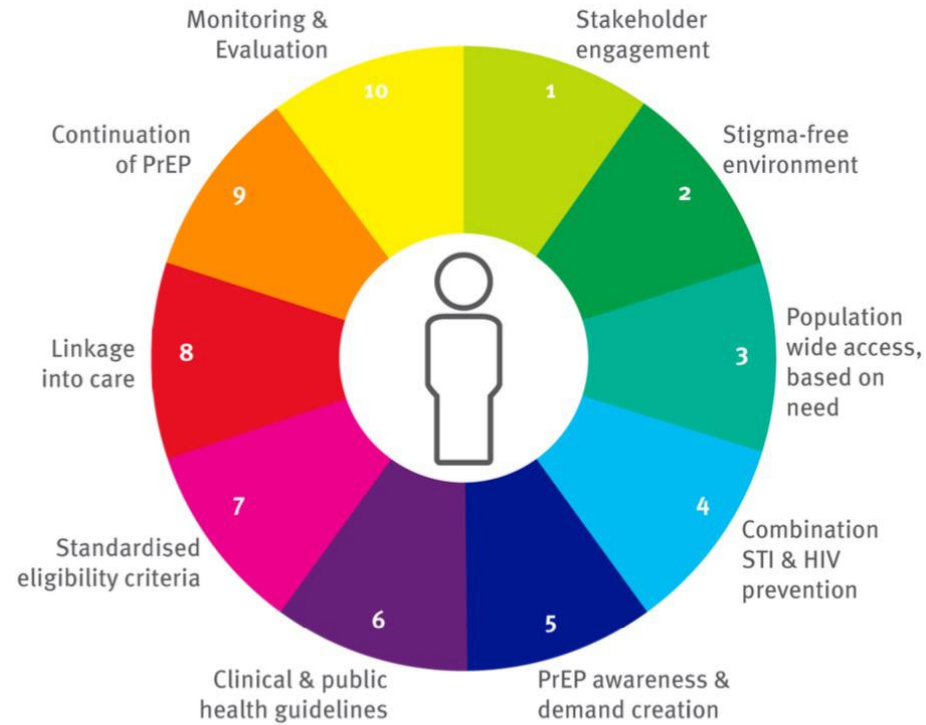 Monitoring &
Evaluation
Stakeholder
engagement
10
1
Continuation
of PrEP
Stigma-free
environment
9
2
Population
wide access,
based on
need
Linkage
into care
8
3
7
4
Combination
STI & HIV
prevention
Standardised
eligibility criteria
6
5
Clinical & public
health guidelines
PrEP awareness &
demand creation